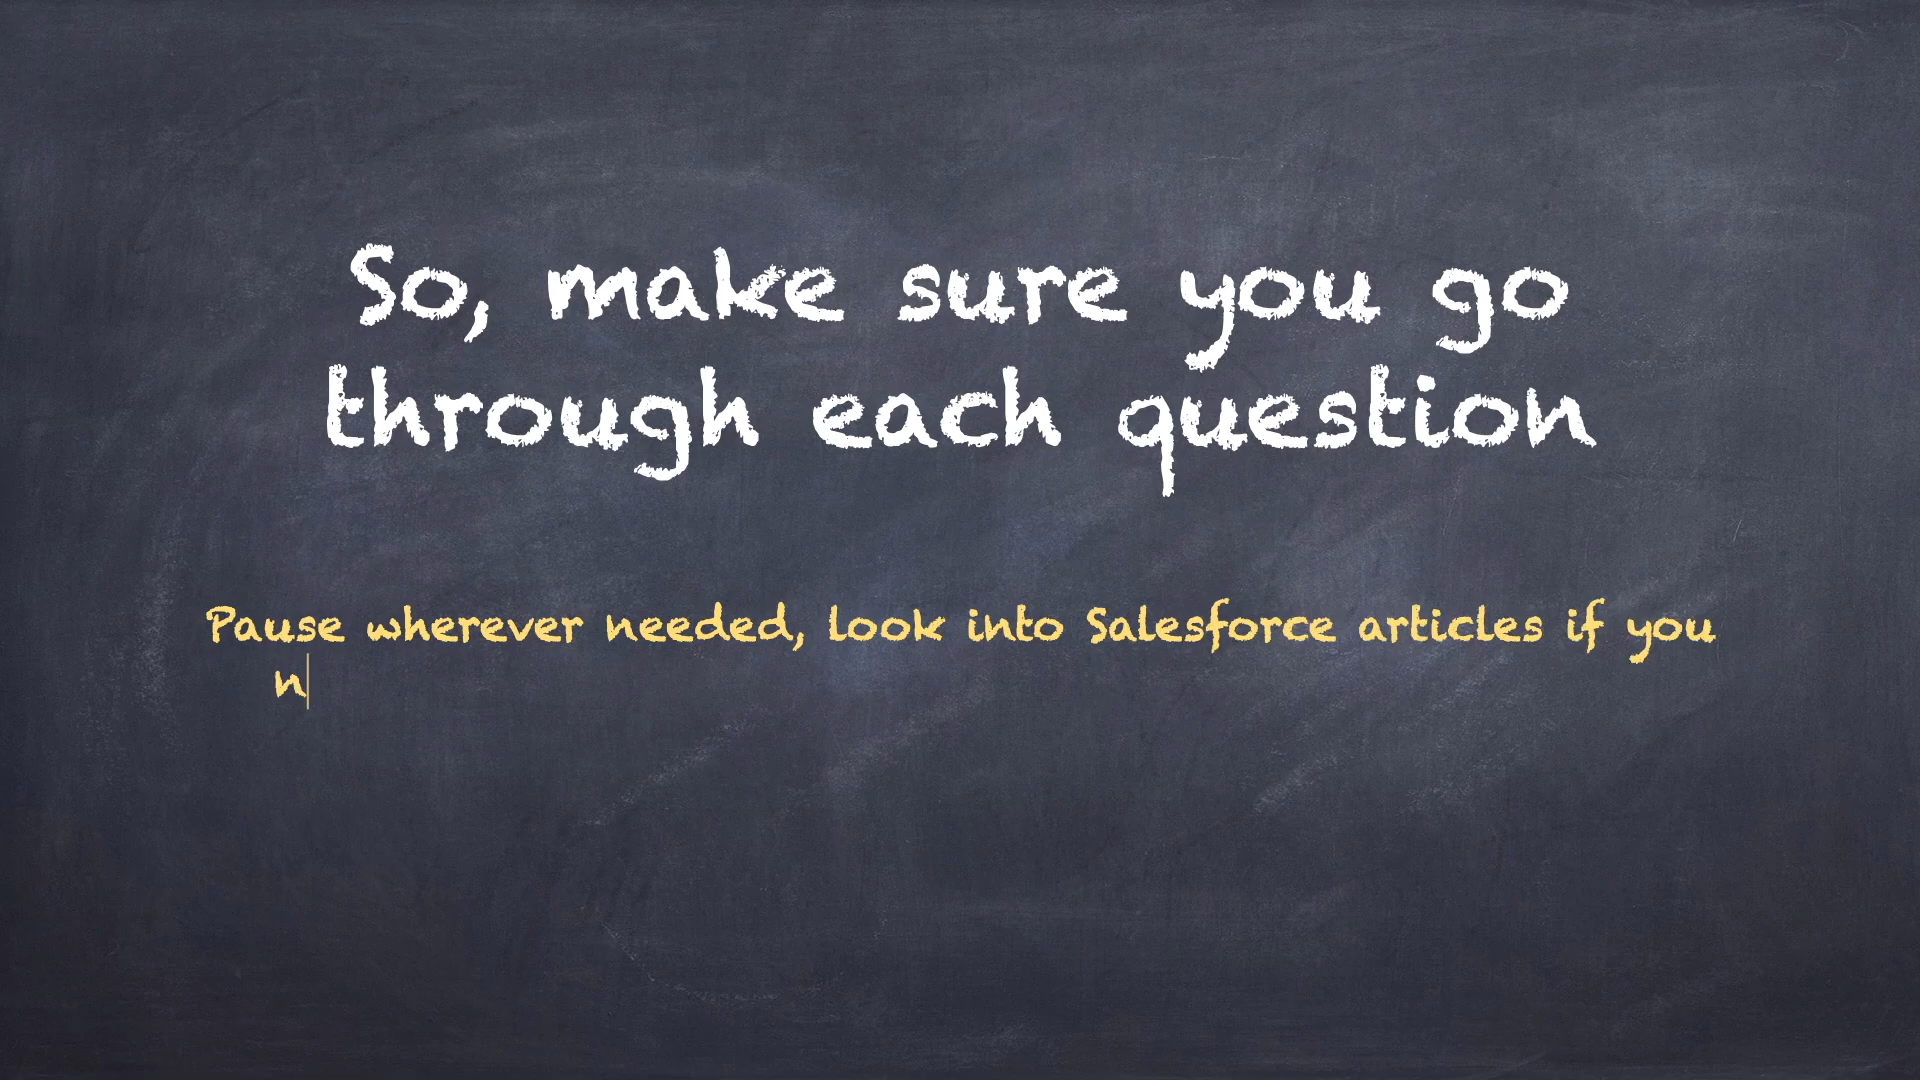 So, make sure you go
through each question
Pause wherever needed, look into Salesforce articles if you
n